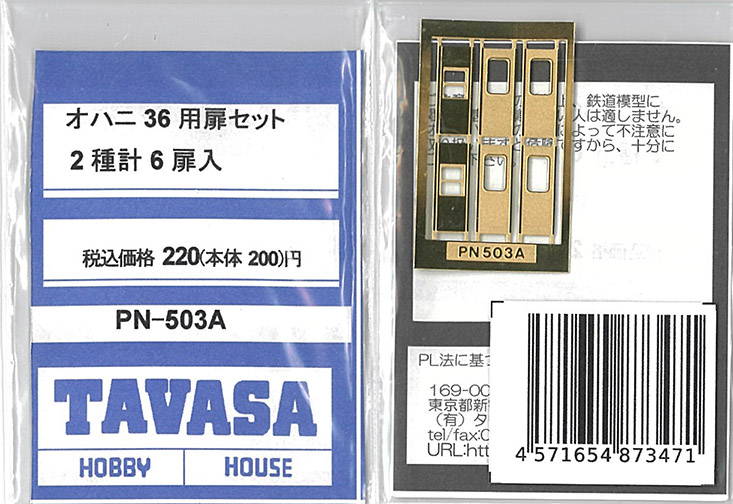 オハニ 36 用扉セット
2 種計 6 扉入
税込価格 220(本体 200)円
PN-503A
TAVASA
HOBBY HOUSE
PN503A
、鉄道模型に
人は適しません。
よって不注意に
ですから、十分に
さい。
PL法に基づ
169-00
東京都新
(有) タ
tel/fax:0
URL:htt
4 571654 873471